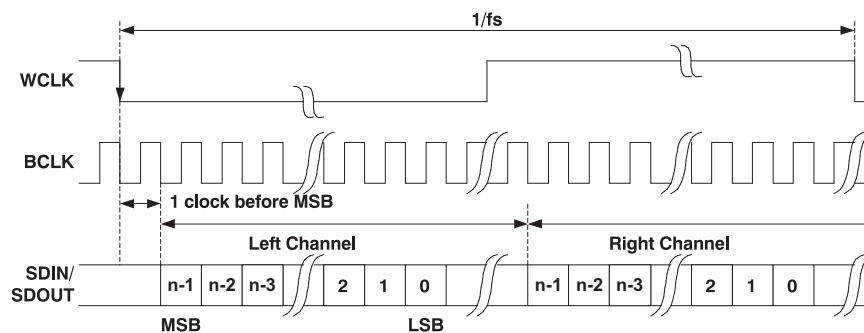 1/fs
WCLK
BCLK
1 clock before MSB
Left Channel
Right Channel
SDIN/
SDOUT
n-1 n-2 n-3 2 1 0 n-1 n-2 n-3 2 1 0
MSB LSB